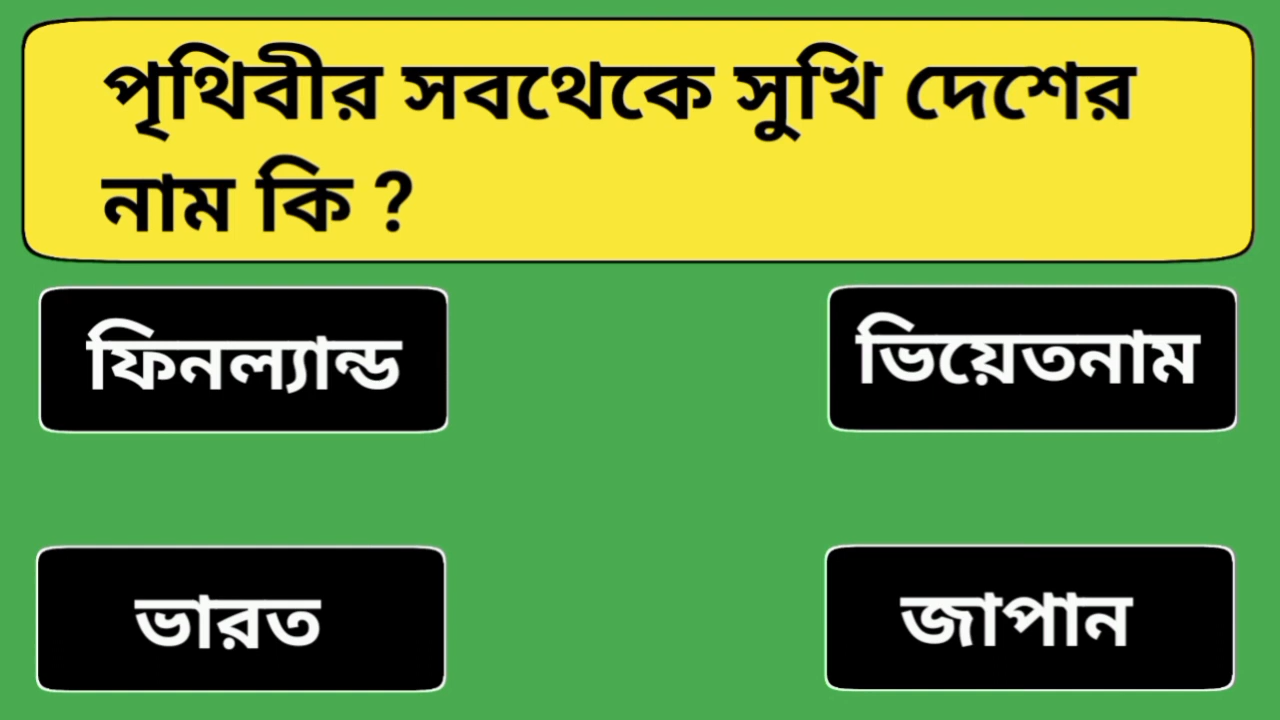 পৃথিবীর সবথেকে সুখি দেশের
নাম কি ?
ফিনল্যান্ড
ভিয়েতনাম
ভারত
জাপান